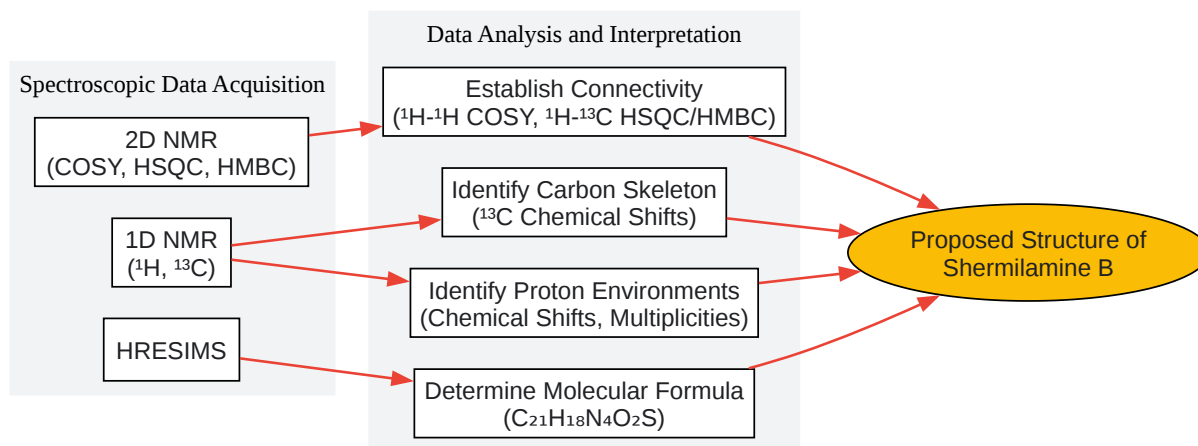 Spectroscopic Data Acquisition
2D NMR
(COSY, HSQC, HMBC)
1D NMR
(¹H, ¹³C)
HRESIMS
Data Analysis and Interpretation
Establish Connectivity
(¹H-¹H COSY, ¹H-¹³C HSQC/HMBC)
Identify Carbon Skeleton
(¹³C Chemical Shifts)
Identify Proton Environments
(Chemical Shifts, Multiplicities)
Determine Molecular Formula
(C₂₁H₁₈N₄O₂S)
Proposed Structure of
Shermilamine B